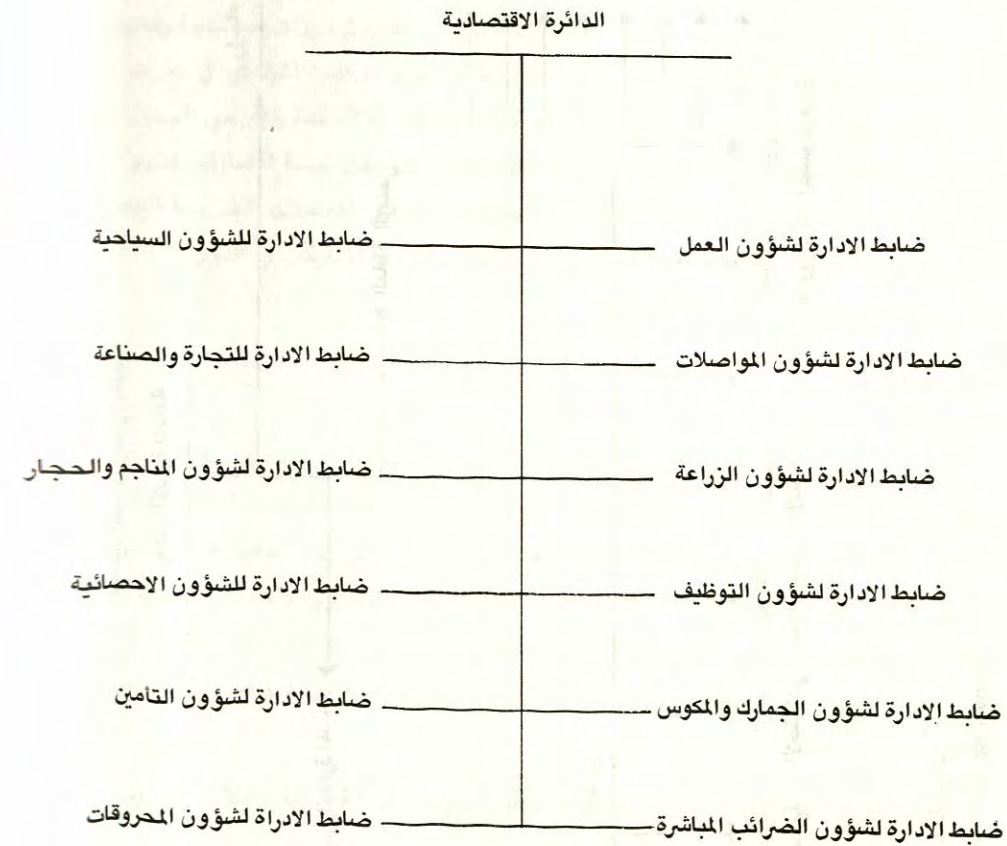 الدائرة الاقتصادية
ضابط الادارة لشؤون العمل
ضابط الادارة للشؤون السياحية
ضابط الادارة لشؤون المواصلات
ضابط الادارة للتجارة والصناعة
ضابط الادارة لشؤون الزراعة
ضابط الادارة لشؤون المناجم والحجار
ضابط الادارة لشؤون التوظيف
ضابط الادارة للشؤون الاحصائية
ضابط الادارة لشؤون الجمارك والمكوس
ضابط الادارة لشؤون التأمين
ضابط الادارة لشؤون الضرائب المباشرة
ضابط الادراة لشؤون المحروقات